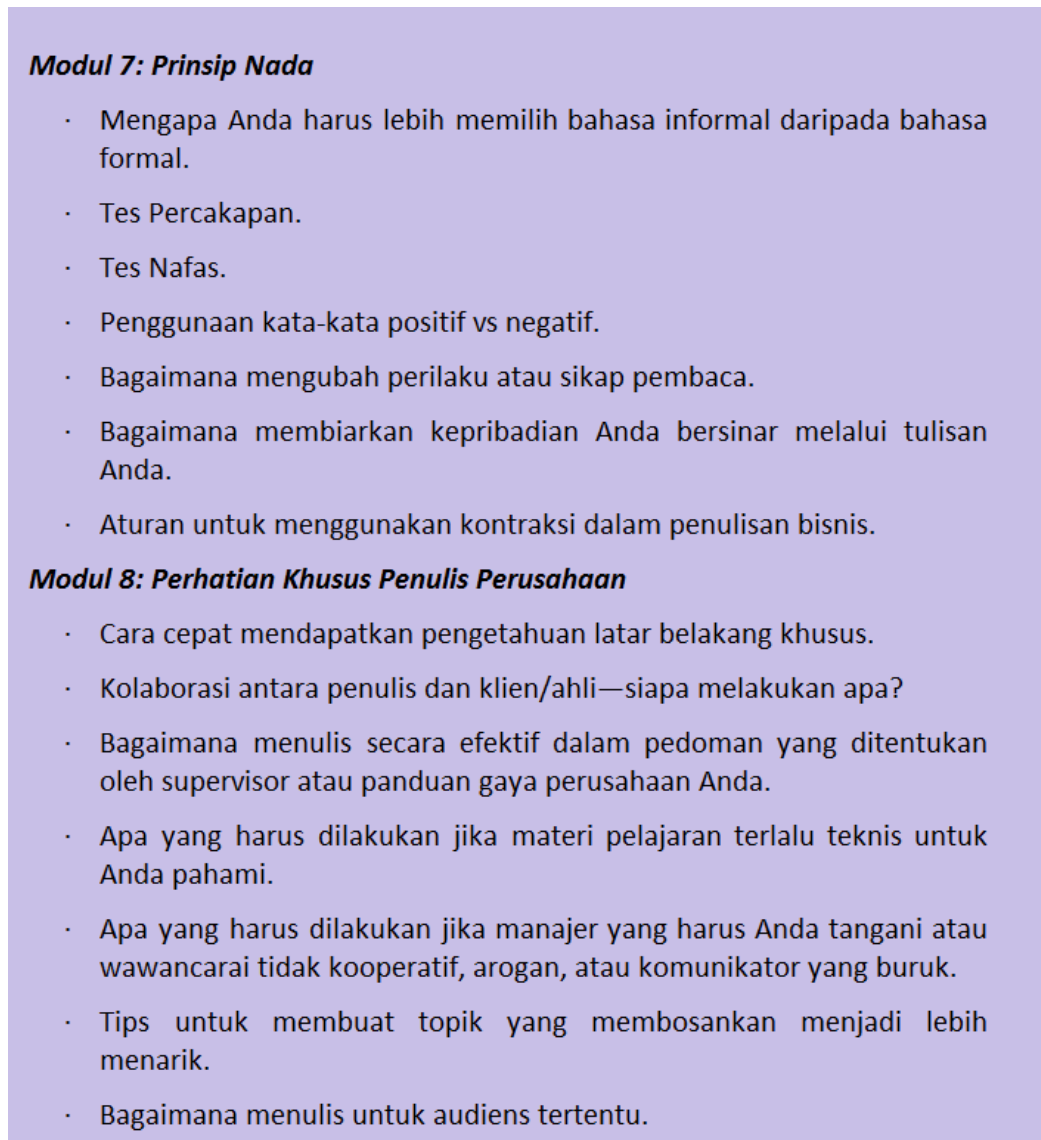 Modul 7: Prinsip Nada
· Mengapa Anda harus lebih memilih bahasa informal daripada bahasa
formal.
· Tes Percakapan.
· Tes Nafas.
· Penggunaan kata-kata positif vs negatif.
· Bagaimana mengubah perilaku atau sikap pembaca.
· Bagaimana membiarkan kepribadian Anda bersinar melalui tulisan
Anda.
· Aturan untuk menggunakan kontraksi dalam penulisan bisnis.
Modul 8: Perhatian Khusus Penulis Perusahaan
· Cara cepat mendapatkan pengetahuan latar belakang khusus.
· Kolaborasi antara penulis dan klien/ahli—siapa melakukan apa?
· Bagaimana menulis secara efektif dalam pedoman yang ditentukan
oleh supervisor atau panduan gaya perusahaan Anda.
· Apa yang harus dilakukan jika materi pelajaran terlalu teknis untuk
Anda pahami.
· Apa yang harus dilakukan jika manajer yang harus Anda tangani atau
wawancarai tidak kooperatif, arogan, atau komunikator yang buruk.
· Tips untuk membuat topik yang membosankan menjadi lebih
menarik.
· Bagaimana menulis untuk audiens tertentu.